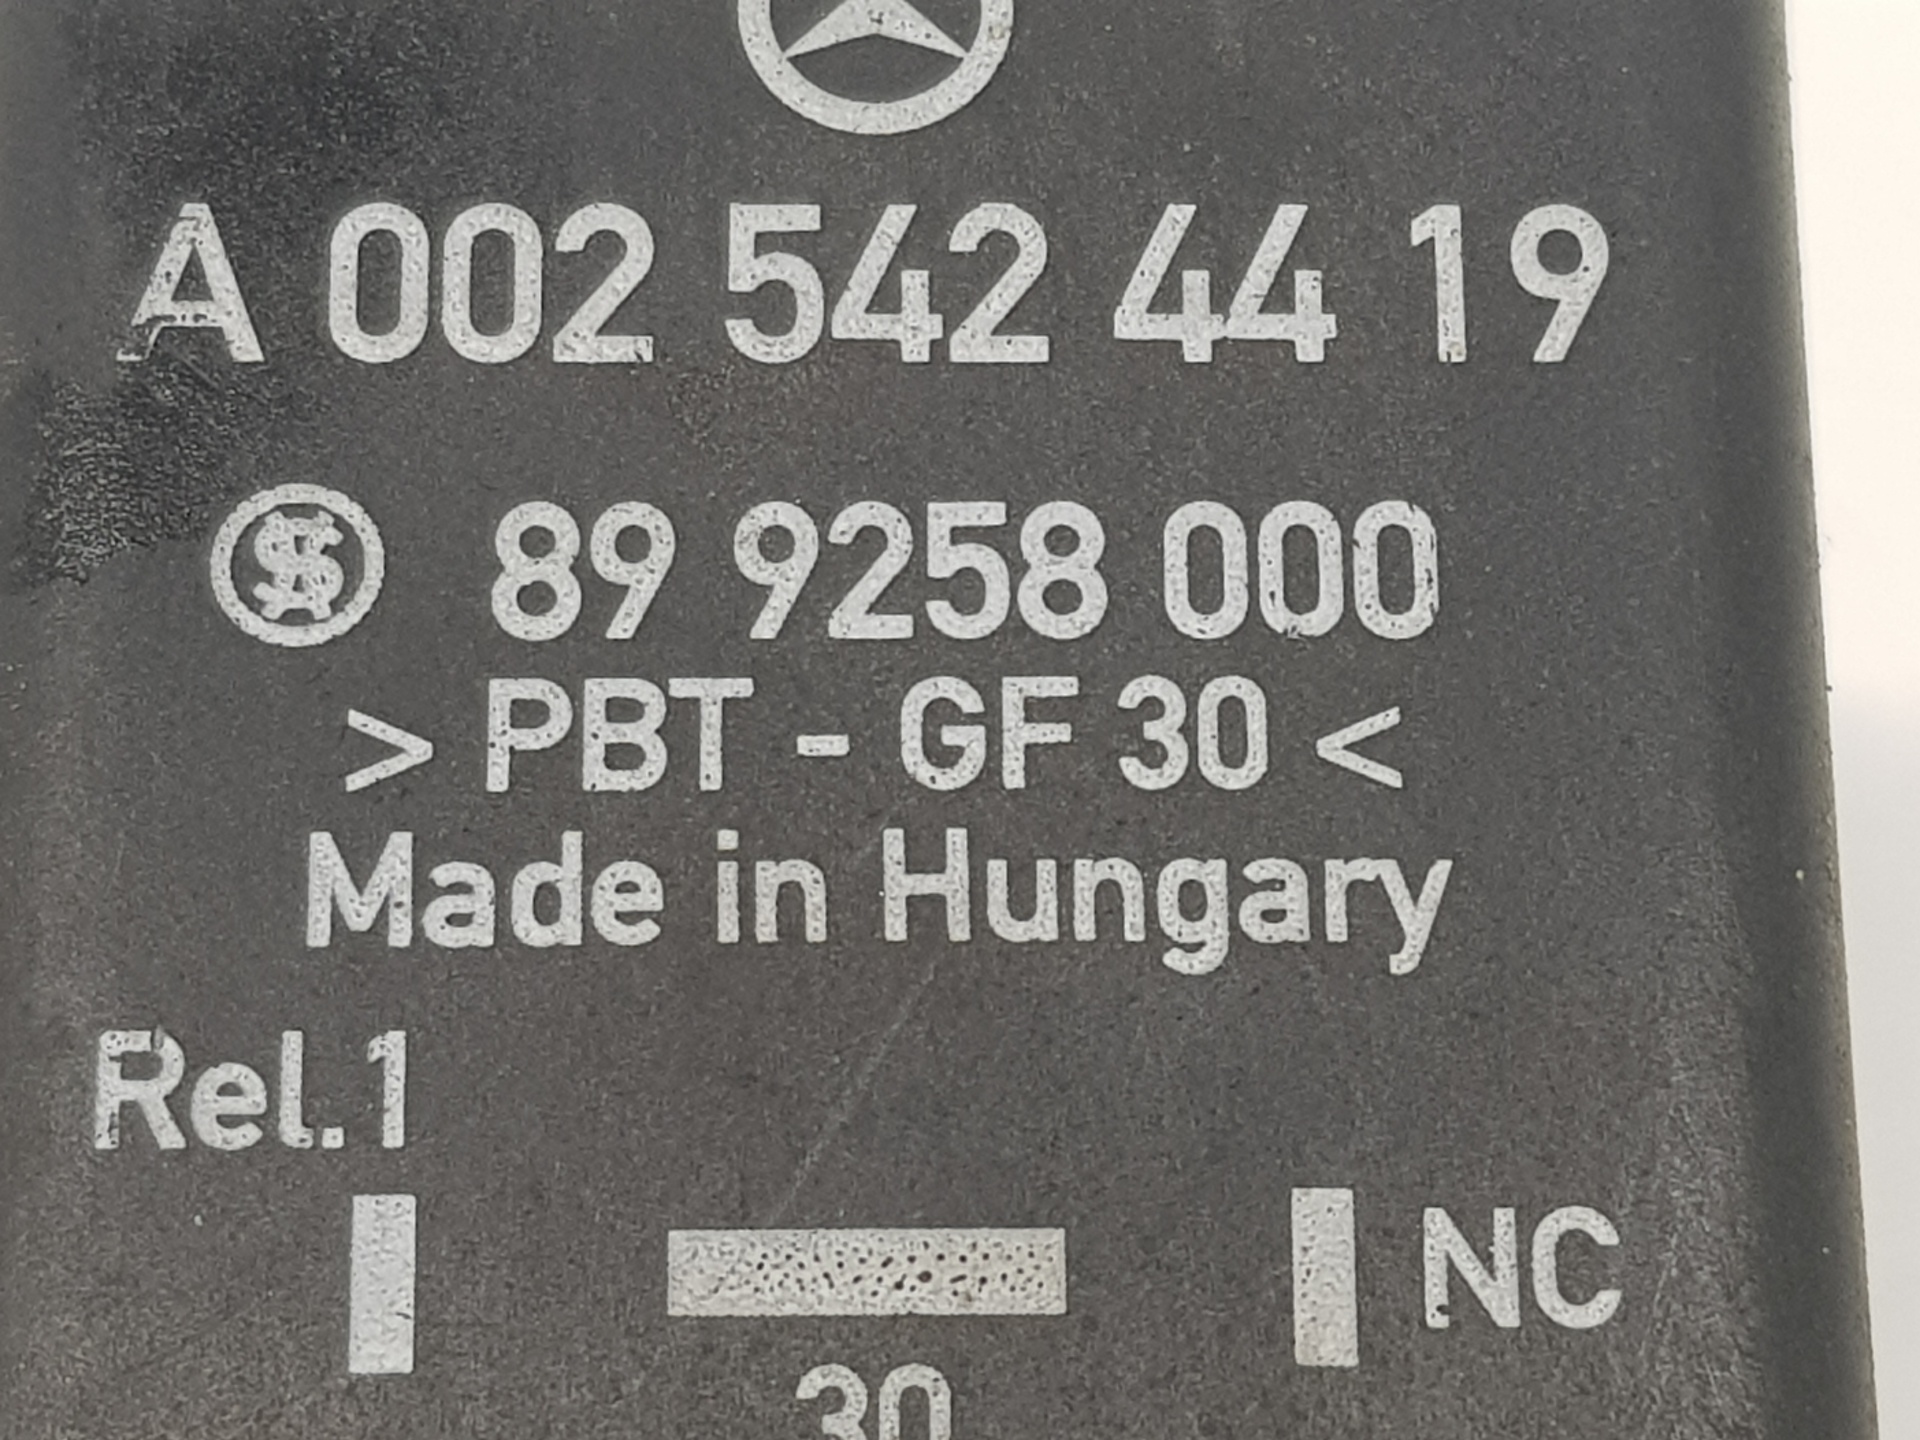 A 002 542 44 19
89 9258 000
> PBT - GF 30 <
Made in Hungary
Rel.1
NC
30